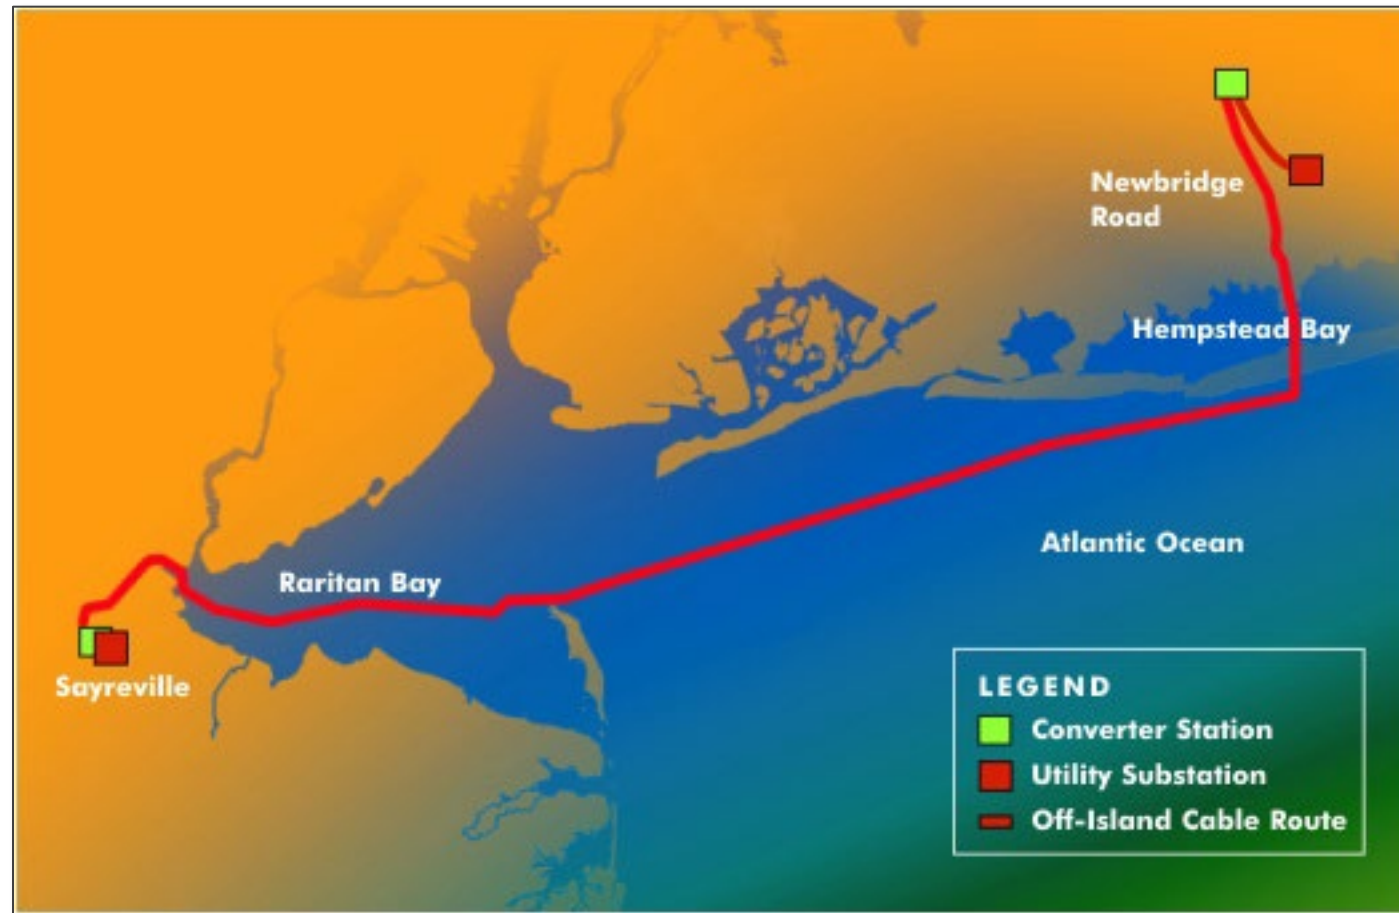 Newbridge
Road
Hempstead Bay
Atlantic Ocean
Raritan Bay
Sayreville
LEGEND
Converter Station
Utility Substation
Off-Island Cable Route